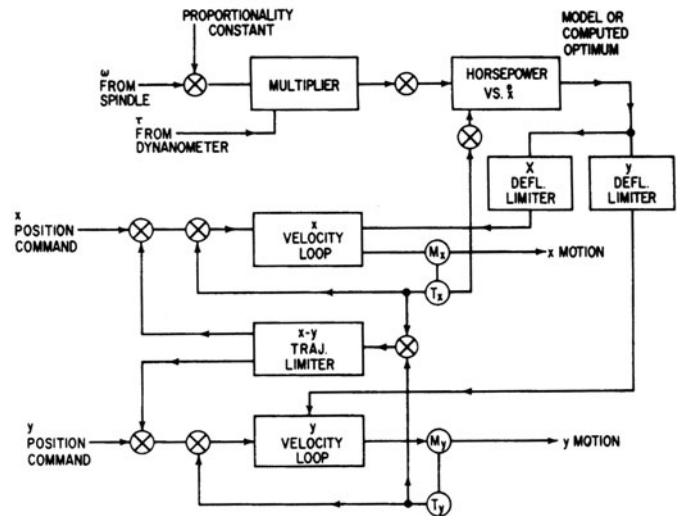 PROPORTIONALITY
CONSTANT
MODEL OR
COMPUTED
OPTIMUM
ω
FROM
SPINDLE
MULTIPLIER
HORSEPOWER
VS. ẋ
τ
FROM
DYNANOMETER
X
DEFL.
LIMITER
y
DEFL.
LIMITER
x
POSITION
COMMAND
x
VELOCITY
LOOP
Mx
x MOTION
Tx
x-y
TRAJ.
LIMITER
y
POSITION
COMMAND
y
VELOCITY
LOOP
My
y MOTION
Ty